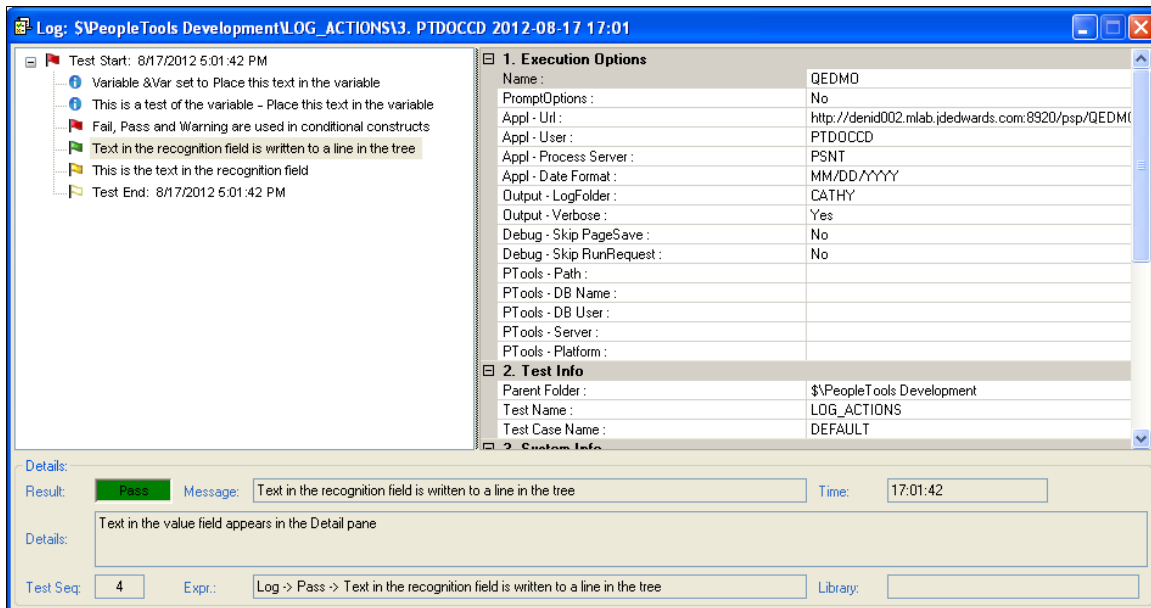 Log: $\PeopleTools Development\LOG_ACTIONS\3. PTDOCCD 2012-08-17 17:01
Test Start: 8/17/2012 5:01:42 PM
Variable &Var set to Place this text in the variable
This is a test of the variable - Place this text in the variable
Fail, Pass and Warning are used in conditional constructs
Text in the recognition field is written to a line in the tree
This is the text in the recognition field
Test End: 8/17/2012 5:01:42 PM
1. Execution Options
Name : QEDMO
PromptOptions : No
Appl - Url : http://denid002.mlab.jdedwards.com:8920/psp/QEDMO
Appl - User : PTDOCCD
Appl - Process Server : PSNT
Appl - Date Format : MM/DD/YYYY
Output - LogFolder : CATHY
Output - Verbose : Yes
Debug - Skip PageSave : No
Debug - Skip RunRequest : No
PTools - Path :
PTools - DB Name :
PTools - DB User :
PTools - Server :
PTools - Platform :
2. Test Info
Parent Folder : $\PeopleTools Development
Test Name : LOG_ACTIONS
Test Case Name : DEFAULT
3. System Info
Details:
Result: Pass Message: Text in the recognition field is written to a line in the tree Time: 17:01:42
Details: Text in the value field appears in the Detail pane
Test Seq: 4 Expr.: Log -> Pass -> Text in the recognition field is written to a line in the tree Library: